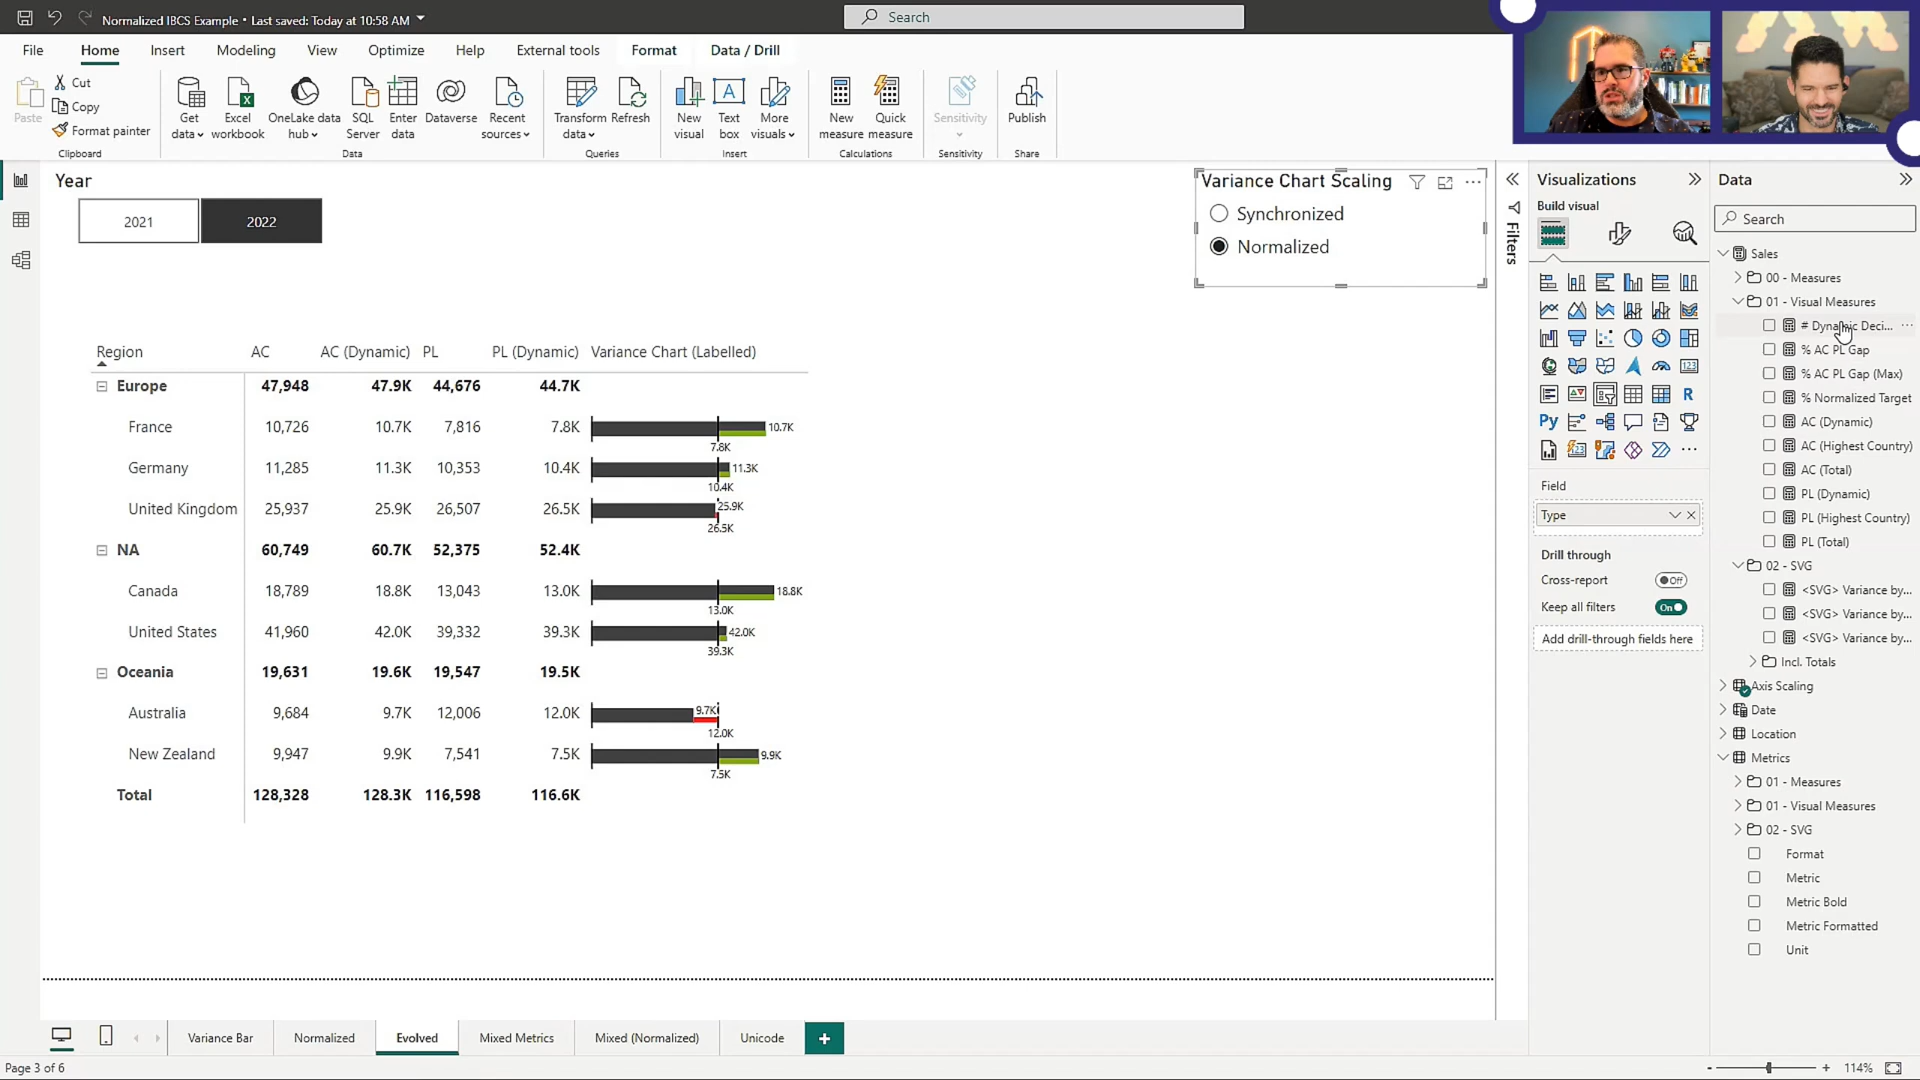 Normalized IBCS Example • Last saved: Today at 10:58 AM
Search
File
Home
Insert
Modeling
View
Optimize
Help
External tools
Format
Data / Drill
Paste
Cut
Copy
Format painter
Clipboard
Get data
Excel workbook
OneLake data hub
SQL Server
Enter data
Dataverse
Recent sources
Data
Transform data
Refresh
Queries
New visual
Text box
More visuals
Insert
New measure
Quick measure
Calculations
Sensitivity
Sensitivity
Publish
Share
Year
2021
2022
Variance Chart Scaling
Synchronized
Normalized
Region AC AC (Dynamic) PL PL (Dynamic) Variance Chart (Labelled)
Europe 47,948 47.9K 44,676 44.7K
France 10,726 10.7K 7,816 7.8K 10.7K
7.8K
Germany 11,285 11.3K 10,353 10.4K 11.3K
10.4K
United Kingdom 25,937 25.9K 26,507 26.5K 25.9K
26.5K
NA 60,749 60.7K 52,375 52.4K
Canada 18,789 18.8K 13,043 13.0K 18.8K
13.0K
United States 41,960 42.0K 39,332 39.3K 42.0K
39.3K
Oceania 19,631 19.6K 19,547 19.5K
Australia 9,684 9.7K 12,006 12.0K 9.7K
12.0K
New Zealand 9,947 9.9K 7,541 7.5K 9.9K
7.5K
Total 128,328 128.3K 116,598 116.6K
Filters
Visualizations
Build visual
123
R
Py
Field
Type
Drill through
Cross-report
Off
Keep all filters
On
Add drill-through fields here
Data
Search
Sales
00 - Measures
01 - Visual Measures
# Dynamic Deci...
% AC PL Gap
% AC PL Gap (Max)
% Normalized Target
AC (Dynamic)
AC (Highest Country)
AC (Total)
PL (Dynamic)
PL (Highest Country)
PL (Total)
02 - SVG
<SVG> Variance by...
<SVG> Variance by...
<SVG> Variance by...
Incl. Totals
Axis Scaling
Date
Location
Metrics
01 - Measures
01 - Visual Measures
02 - SVG
Format
Metric
Metric Bold
Metric Formatted
Unit
Variance Bar
Normalized
Evolved
Mixed Metrics
Mixed (Normalized)
Unicode
+
Page 3 of 6
- + 114%